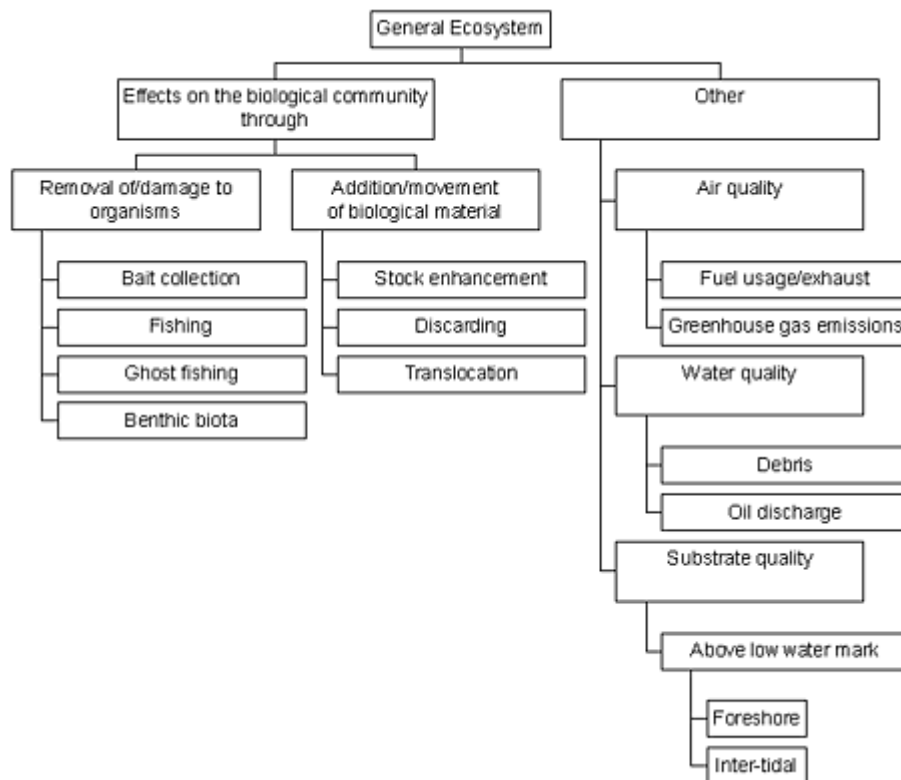 General Ecosystem
Effects on the biological community
through
Other
Removal of/damage to
organisms
Addition/movement
of biological material
Air quality
Bait collection
Stock enhancement
Fuel usage/exhaust
Fishing
Discarding
Greenhouse gas emissions
Ghost fishing
Translocation
Water quality
Benthic biota
Debris
Oil discharge
Substrate quality
Above low water mark
Foreshore
Inter-tidal